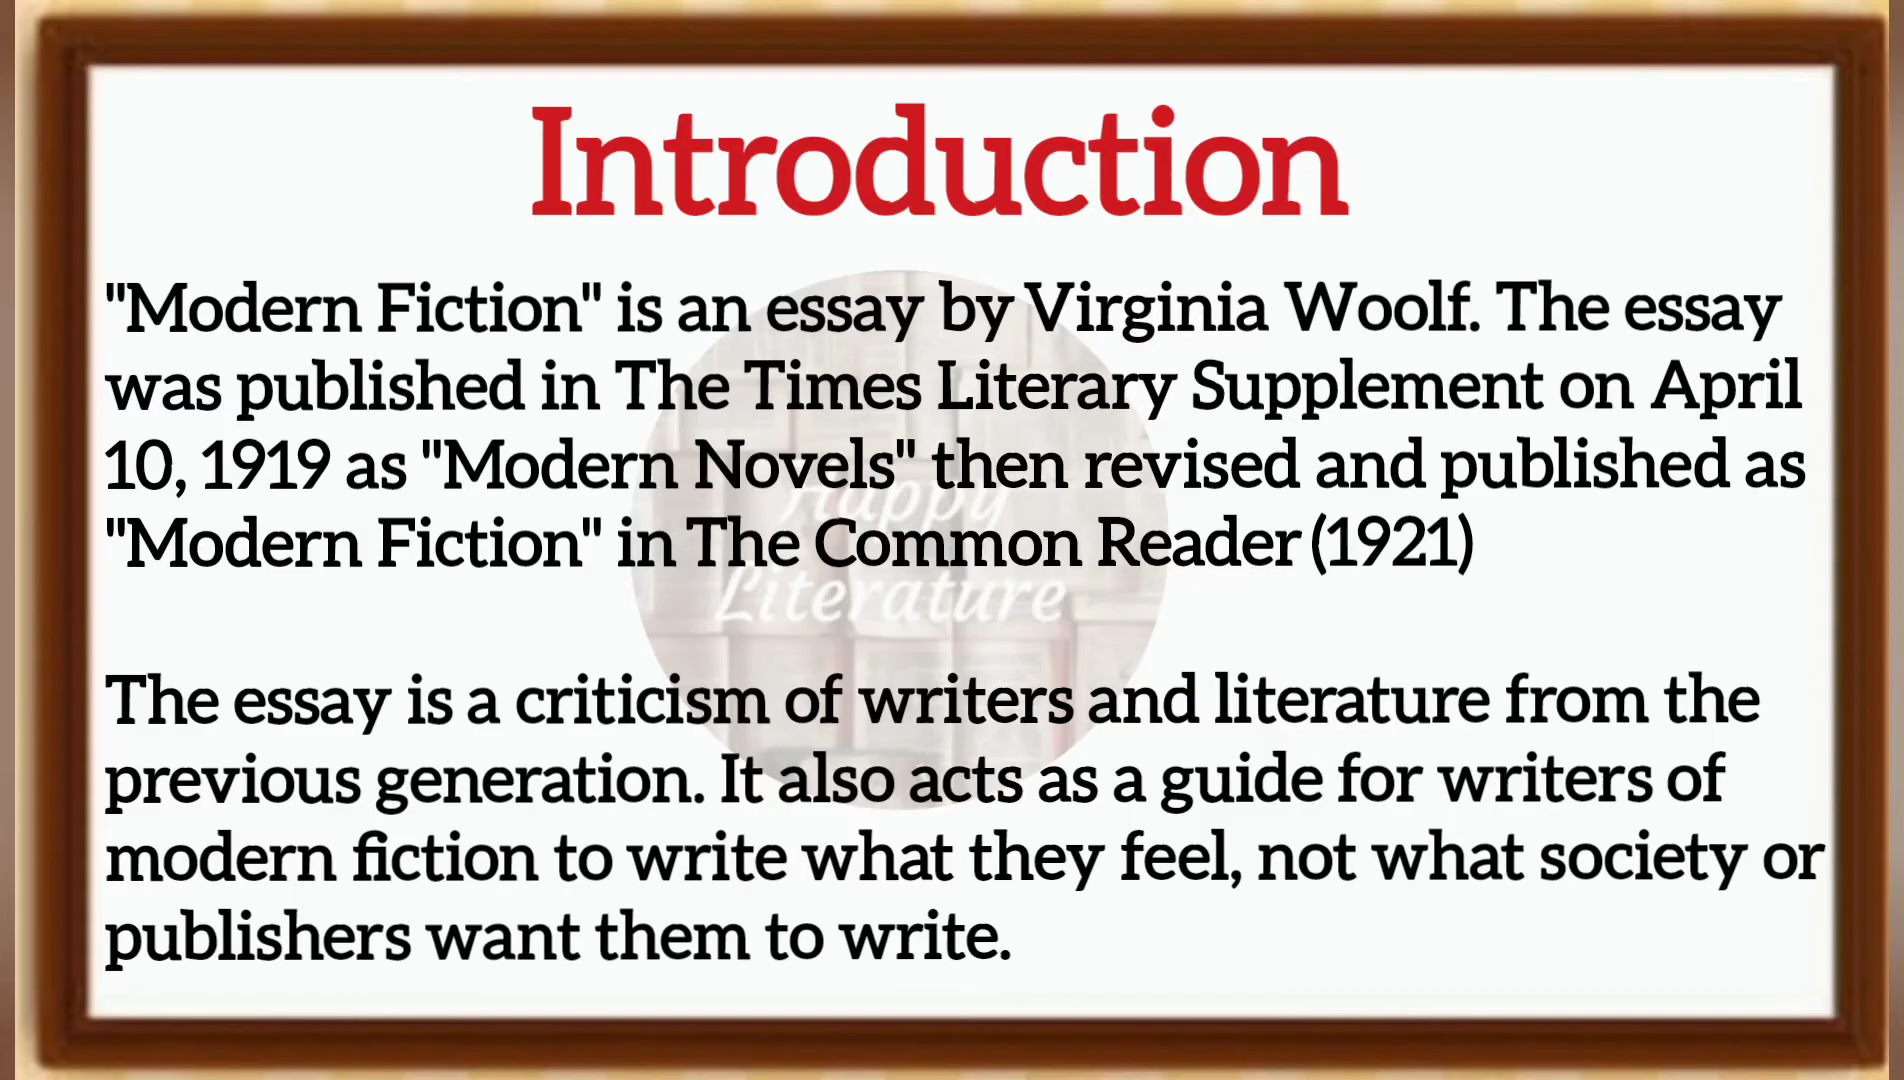 Introduction
"Modern Fiction" is an essay by Virginia Woolf. The essay
was published in The Times Literary Supplement on April
10, 1919 as "Modern Novels" then revised and published as
"Modern Fiction" in The Common Reader (1921)
Happy
Literature
The essay is a criticism of writers and literature from the
previous generation. It also acts as a guide for writers of
modern fiction to write what they feel, not what society or
publishers want them to write.